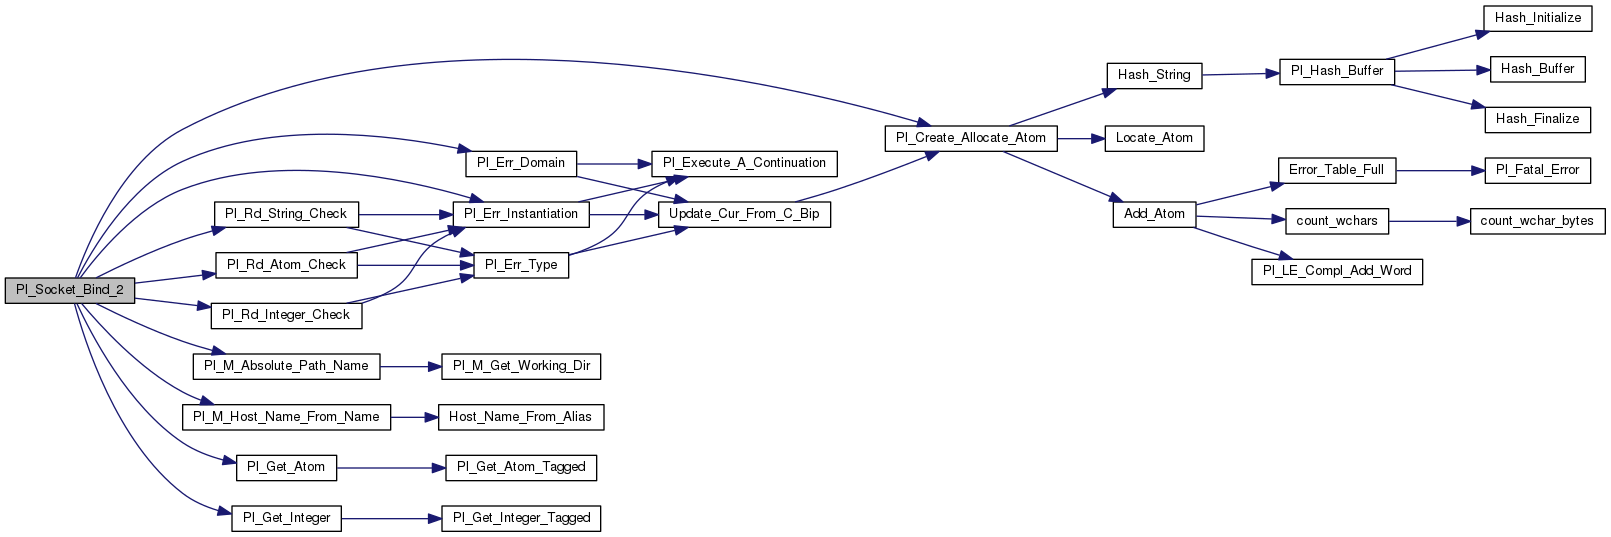 Hash_Initialize
Hash_String
Pl_Hash_Buffer
Hash_Buffer
Hash_Finalize
Pl_Create_Allocate_Atom
Locate_Atom
Pl_Err_Domain
Pl_Execute_A_Continuation
Error_Table_Full
Pl_Fatal_Error
Pl_Rd_String_Check
Pl_Err_Instantiation
Update_Cur_From_C_Bip
Add_Atom
count_wchars
count_wchar_bytes
Pl_Rd_Atom_Check
Pl_Err_Type
Pl_LE_Compl_Add_Word
Pl_Socket_Bind_2
Pl_Rd_Integer_Check
Pl_M_Absolute_Path_Name
Pl_M_Get_Working_Dir
Pl_M_Host_Name_From_Name
Host_Name_From_Alias
Pl_Get_Atom
Pl_Get_Atom_Tagged
Pl_Get_Integer
Pl_Get_Integer_Tagged